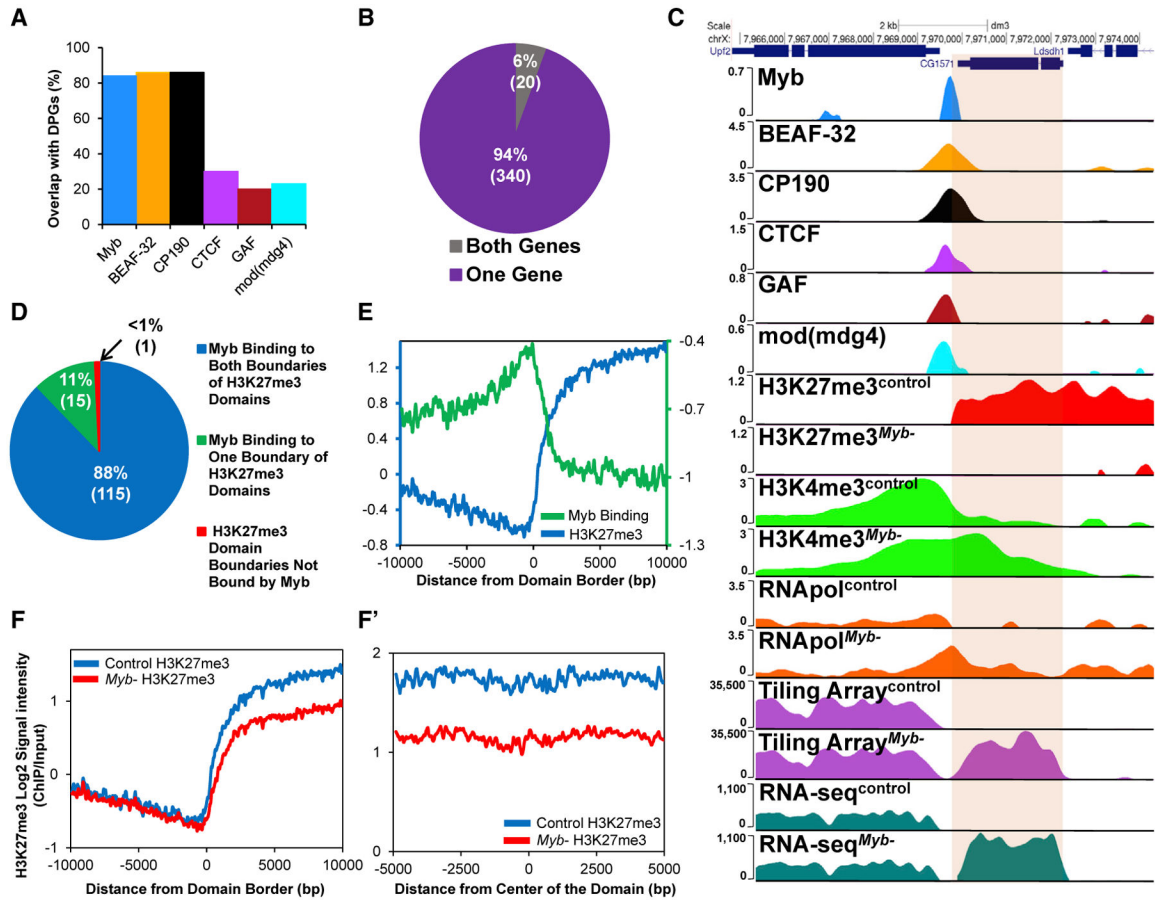 A
100
80
60
40
20
0
Overlap with DPGs (%)
Myb
BEAF-32
CP190
CTCF
GAF
mod(mdg4)
B
6%
(20)
94%
(340)
Both Genes
One Gene
C
Scale
2 kb
dm3
chrX:
7,966,000
7,967,000
7,968,000
7,969,000
7,970,000
7,971,000
7,972,000
7,973,000
7,974,000
Upf2
Ldsdh1
CG1571
0.7
Myb
0
4.5
BEAF-32
0
3.5
CP190
0
1.5
CTCF
0
0.8
GAF
0
0.6
mod(mdg4)
0
1.2
H3K27me3control
0
1.2
H3K27me3Myb-
0
3
H3K4me3control
0
3
H3K4me3Myb-
0
3.5
RNApolcontrol
0
3.5
RNApolMyb-
0
35,500
Tiling Arraycontrol
0
35,500
Tiling ArrayMyb-
0
1,100
RNA-seqcontrol
0
1,100
RNA-seqMyb-
0
D
<1%
(1)
11%
(15)
88%
(115)
Myb Binding to
Both Boundaries
of H3K27me3
Domains
Myb Binding to
One Boundary of
H3K27me3
Domains
H3K27me3
Domain
Boundaries Not
Bound by Myb
E
1.2
0.8
0.4
0
-0.4
-0.8
-0.4
-0.7
-1
-1.3
Myb Binding
H3K27me3
-10000 -5000 0 5000 10000
Distance from Domain Border (bp)
F
Control H3K27me3
Myb- H3K27me3
H3K27me3 Log2 Signal intensity
(ChIP/Input)
1
0
-1
-10000 -5000 0 5000 10000
Distance from Domain Border (bp)
F'
2
1
0
Control H3K27me3
Myb- H3K27me3
-5000 -2500 0 2500 5000
Distance from Center of the Domain (bp)